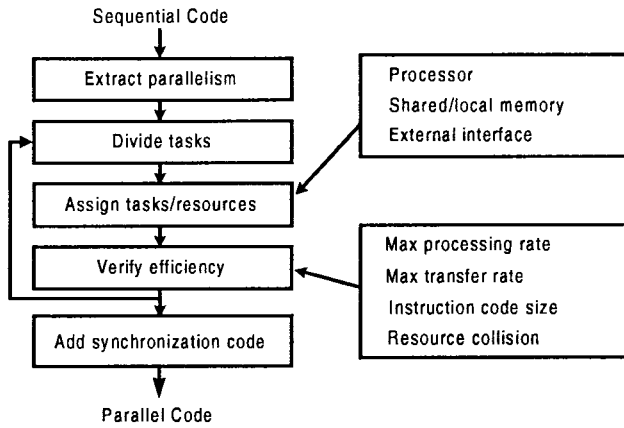 Sequential Code
Extract parallelism
Divide tasks
Assign tasks/resources
Verify efficiency
Add synchronization code
Parallel Code
Processor
Shared/local memory
External interface
Max processing rate
Max transfer rate
Instruction code size
Resource collision